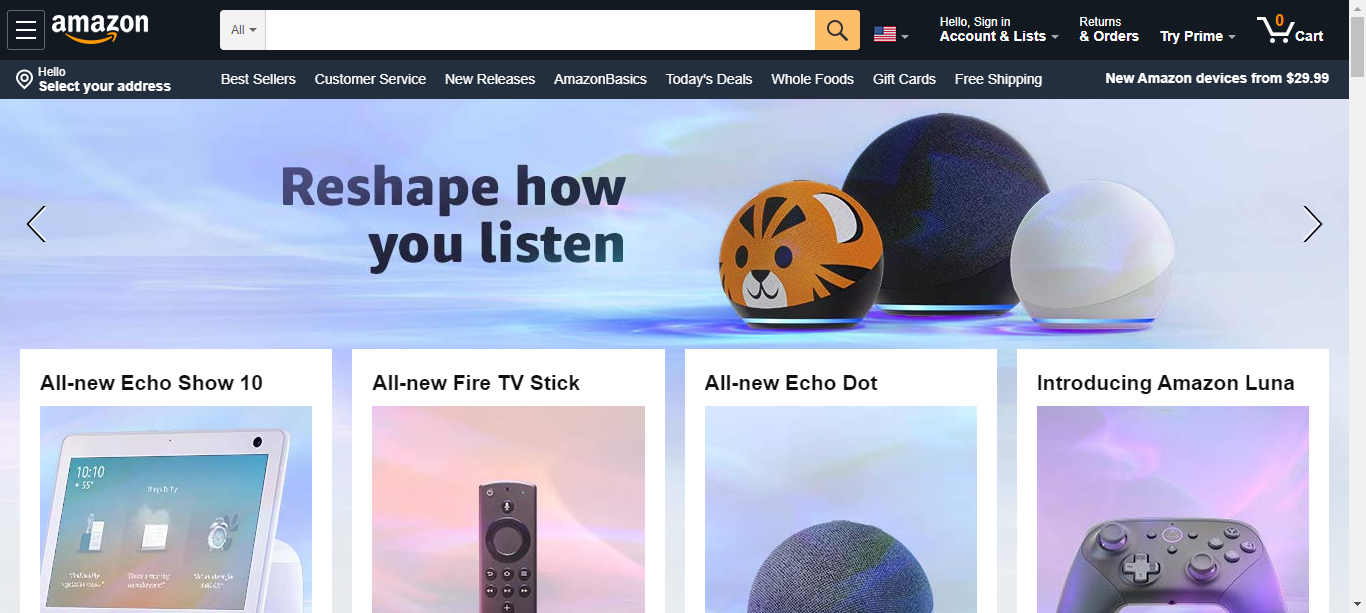 amazon
All
Hello, Sign in
Account & Lists
Returns
& Orders
Try Prime
0
Cart
Hello
Select your address
Best Sellers
Customer Service
New Releases
AmazonBasics
Today's Deals
Whole Foods
Gift Cards
Free Shipping
New Amazon devices from $29.99
Reshape how
you listen
All-new Echo Show 10
All-new Fire TV Stick
All-new Echo Dot
Introducing Amazon Luna
10:10
55°
Things to Try